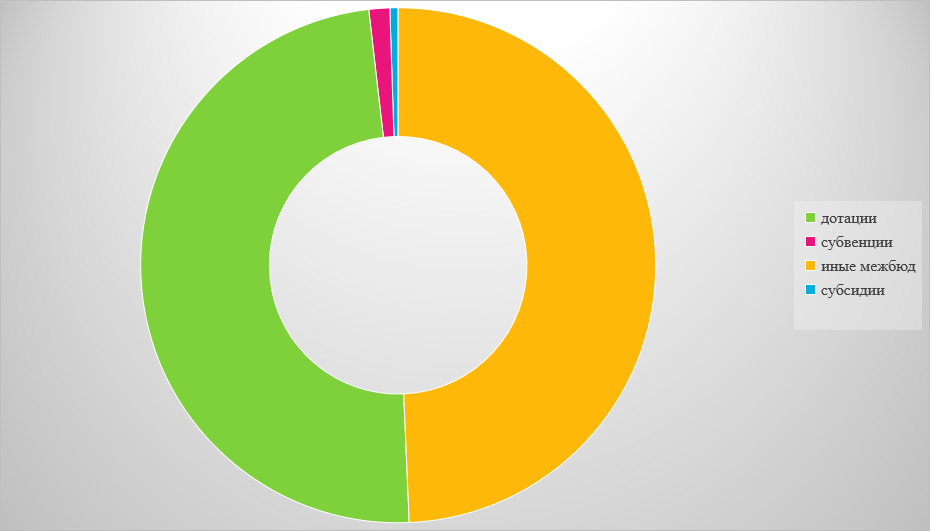 дотации
субвенции
иные межбюд
субсидии